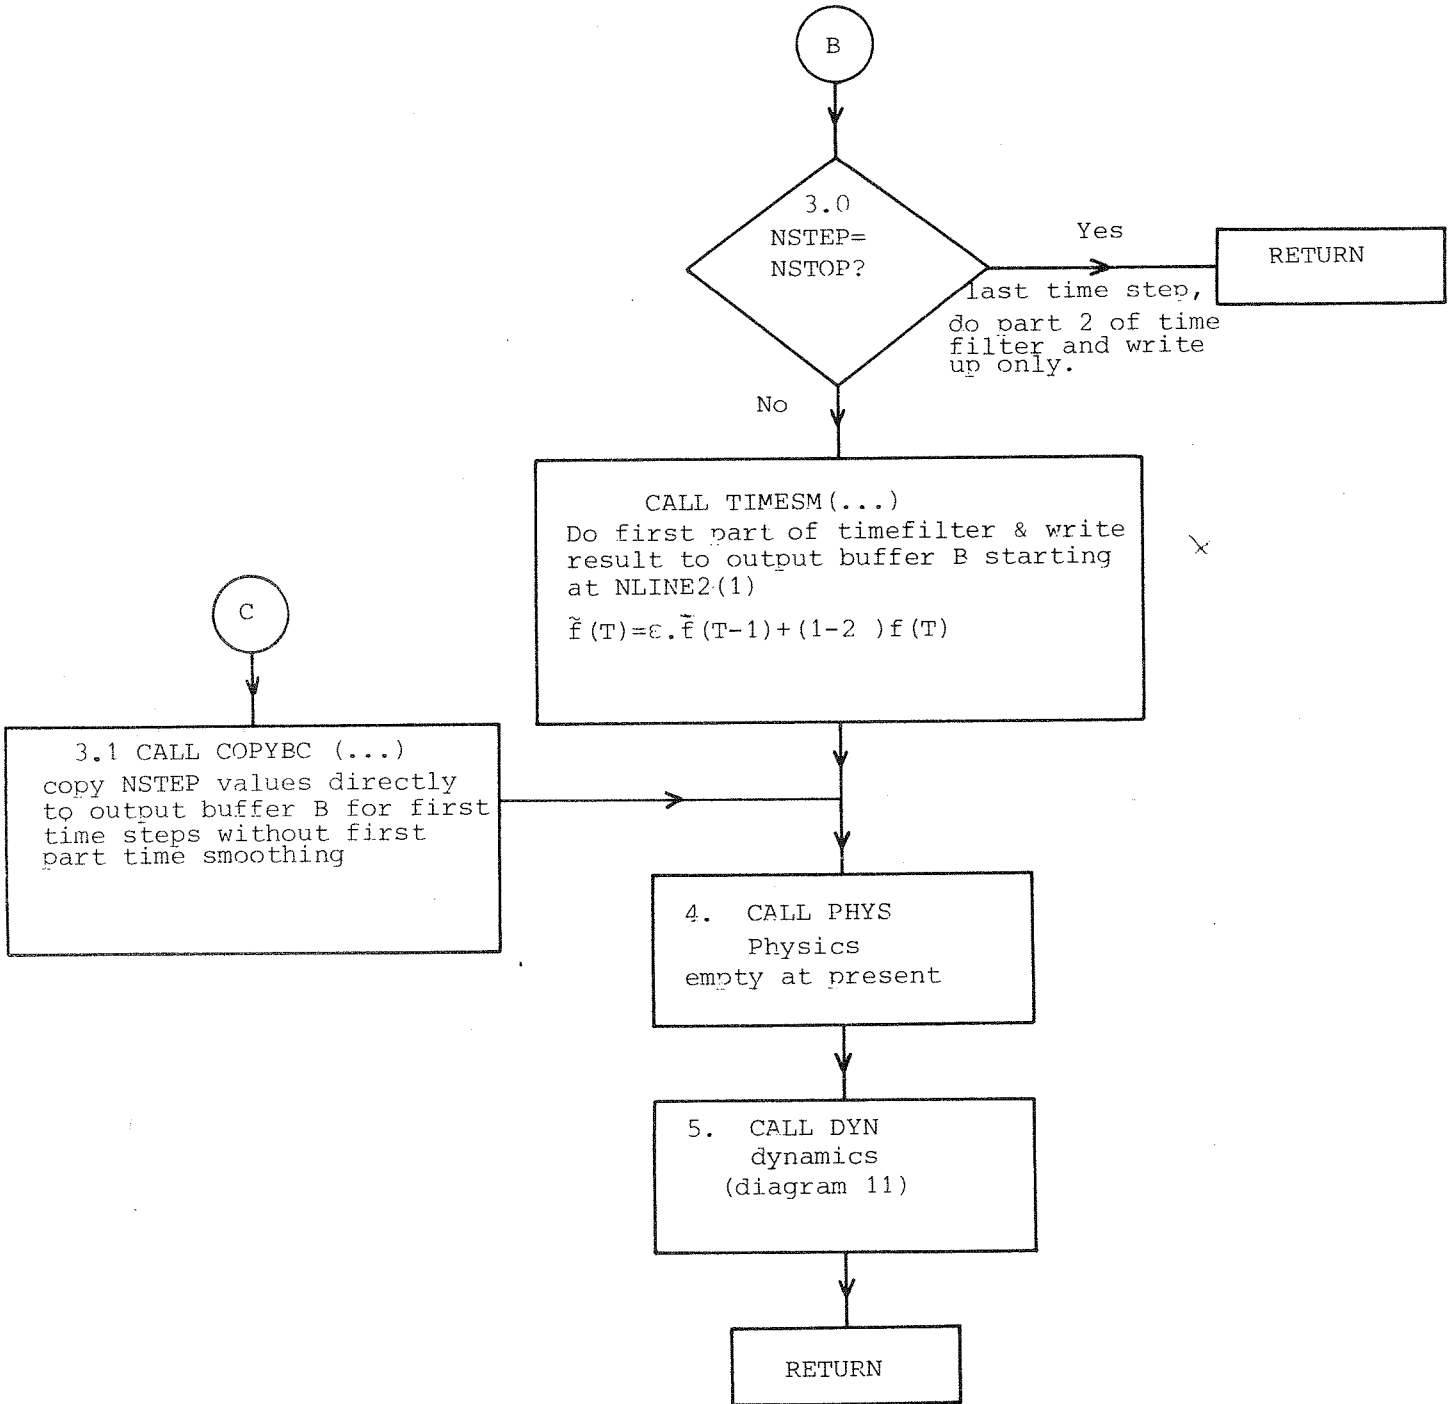 B
3.0
NSTEP=
NSTOP?
Yes
RETURN
last time step,
do part 2 of time
filter and write
up only.
No
CALL TIMESM(...)
Do first part of timefilter & write
result to output buffer B starting
at NLINE2(1)
f̃(T)=ε.f̃(T-1)+(1-2 )f(T)
C
3.1 CALL COPYBC (...)
copy NSTEP values directly
to output buffer B for first
time steps without first
part time smoothing
4. CALL PHYS
Physics
empty at present
5. CALL DYN
dynamics
(diagram 11)
RETURN